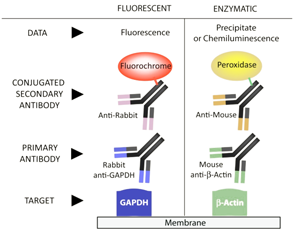 FLUORESCENT ENZYMATIC
DATA Fluorescence Precipitate
or Chemiluminescence
Fluorochrome Peroxidase
CONJUGATED
SECONDARY
ANTIBODY
Anti-Rabbit Anti-Mouse
PRIMARY
ANTIBODY
Rabbit Mouse
anti-GAPDH anti-β-Actin
TARGET GAPDH β-Actin
Membrane